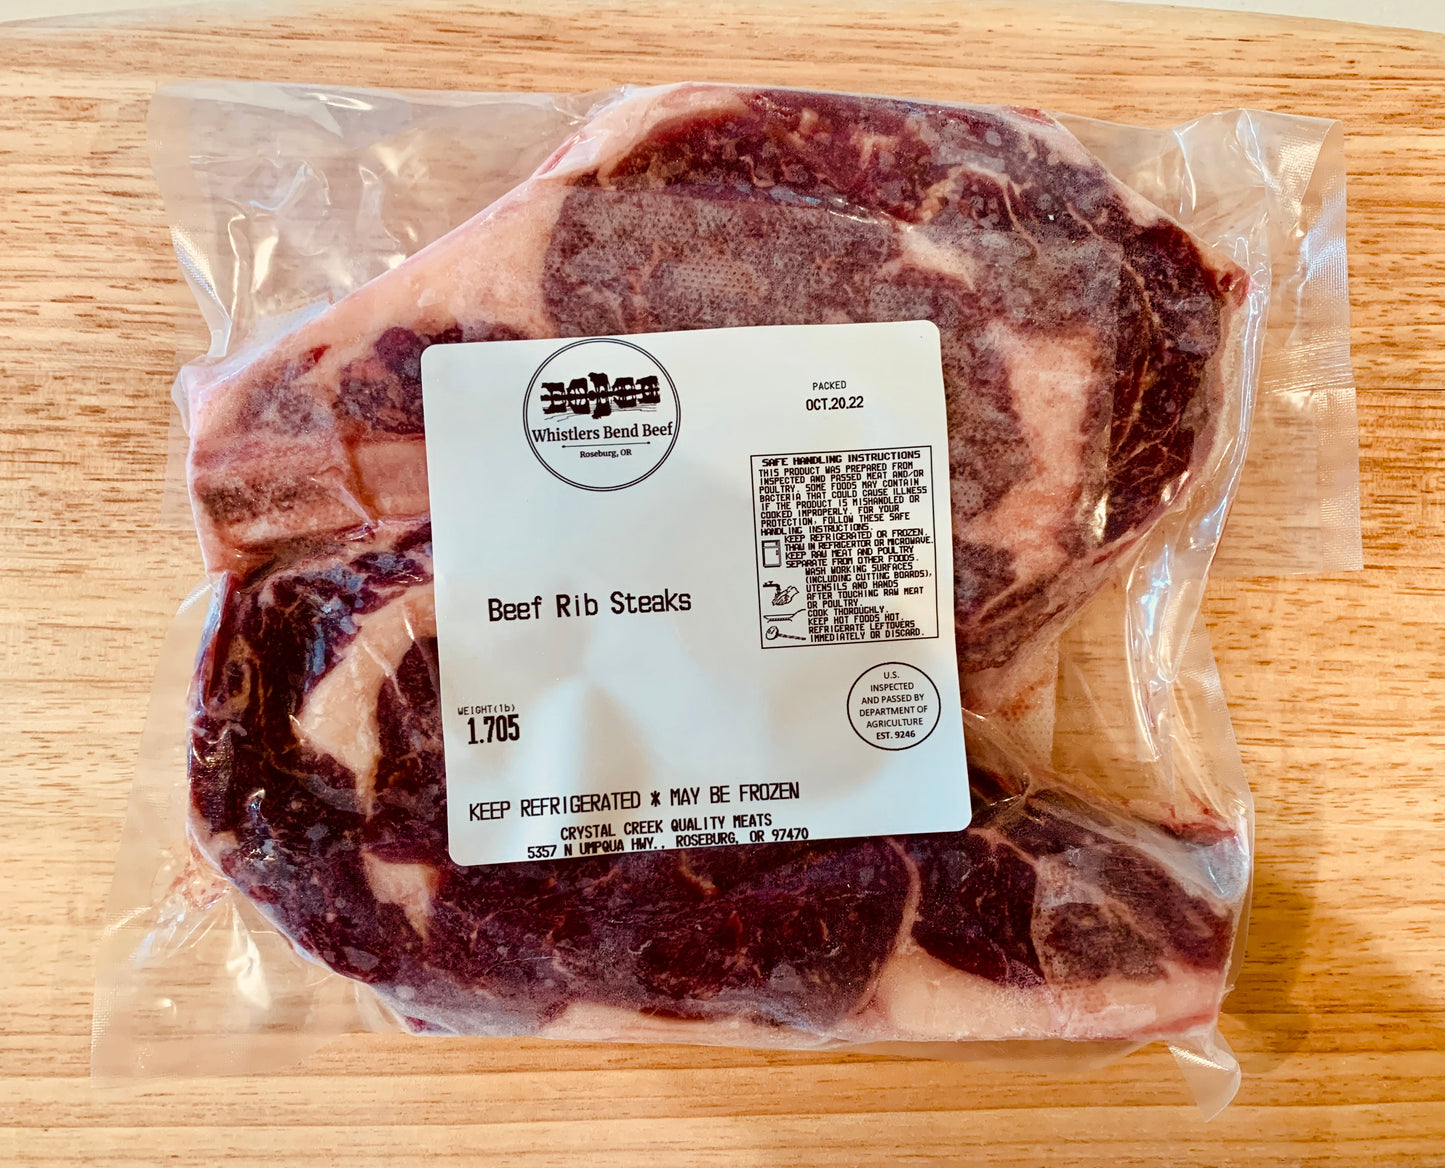 Whistlers Bend Beef
Roseburg, OR
PACKED
OCT.20.22
SAFE HANDLING INSTRUCTIONS
THIS PRODUCT WAS PREPARED FROM
INSPECTED AND PASSED MEAT AND/OR
POULTRY. SOME FOODS MAY CONTAIN
BACTERIA THAT COULD CAUSE ILLNESS
IF THE PRODUCT IS MISHANDLED OR
COOKED IMPROPERLY. FOR YOUR
PROTECTION, FOLLOW THESE SAFE
HANDLING INSTRUCTIONS.
KEEP REFRIGERATED OR FROZEN.
THAW IN REFRIGERTOR OR MICROWAVE.
KEEP RAW MEAT AND POULTRY
SEPARATE FROM OTHER FOODS.
WASH WORKING SURFACES
(INCLUDING CUTTING BOARDS),
UTENSILS AND HANDS
AFTER TOUCHING RAW MEAT
OR POULTRY.
COOK THOROUGHLY.
KEEP HOT FOODS HOT.
REFRIGERATE LEFTOVERS
IMMEDIATELY OR DISCARD.
Beef Rib Steaks
U.S.
INSPECTED
AND PASSED BY
DEPARTMENT OF
AGRICULTURE
EST. 9246
WEIGHT(lb)
1.705
KEEP REFRIGERATED * MAY BE FROZEN
CRYSTAL CREEK QUALITY MEATS
5357 N UMPQUA HWY., ROSEBURG, OR 97470